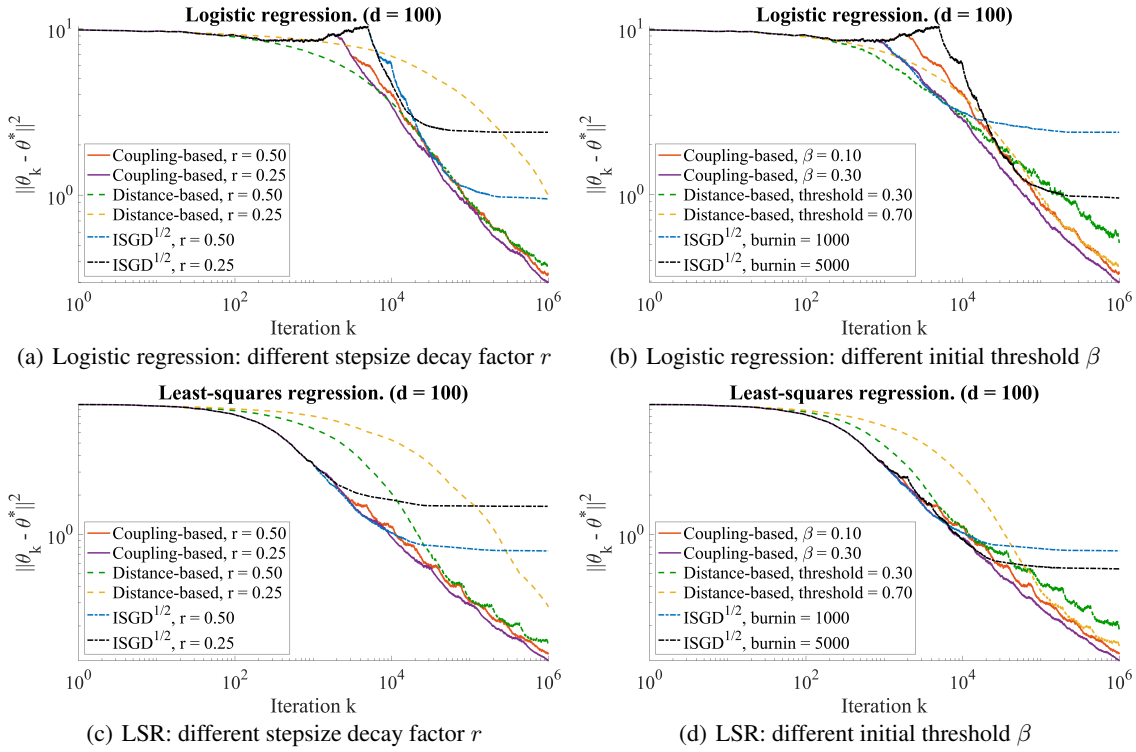 Logistic regression. (d = 100)
10^1
10^0
||θ_k - θ^*||^2
Coupling-based, r = 0.50
Coupling-based, r = 0.25
Distance-based, r = 0.50
Distance-based, r = 0.25
ISGD^{1/2}, r = 0.50
ISGD^{1/2}, r = 0.25
10^0 10^2 10^4 10^6
Iteration k
(a) Logistic regression: different stepsize decay factor r
Logistic regression. (d = 100)
10^1
10^0
||θ_k - θ^*||^2
Coupling-based, β = 0.10
Coupling-based, β = 0.30
Distance-based, threshold = 0.30
Distance-based, threshold = 0.70
ISGD^{1/2}, burnin = 1000
ISGD^{1/2}, burnin = 5000
10^0 10^2 10^4 10^6
Iteration k
(b) Logistic regression: different initial threshold β
Least-squares regression. (d = 100)
10^0
||θ_k - θ^*||^2
Coupling-based, r = 0.50
Coupling-based, r = 0.25
Distance-based, r = 0.50
Distance-based, r = 0.25
ISGD^{1/2}, r = 0.50
ISGD^{1/2}, r = 0.25
10^0 10^2 10^4 10^6
Iteration k
(c) LSR: different stepsize decay factor r
Least-squares regression. (d = 100)
10^0
||θ_k - θ^*||^2
Coupling-based, β = 0.10
Coupling-based, β = 0.30
Distance-based, threshold = 0.30
Distance-based, threshold = 0.70
ISGD^{1/2}, burnin = 1000
ISGD^{1/2}, burnin = 5000
10^0 10^2 10^4 10^6
Iteration k
(d) LSR: different initial threshold β